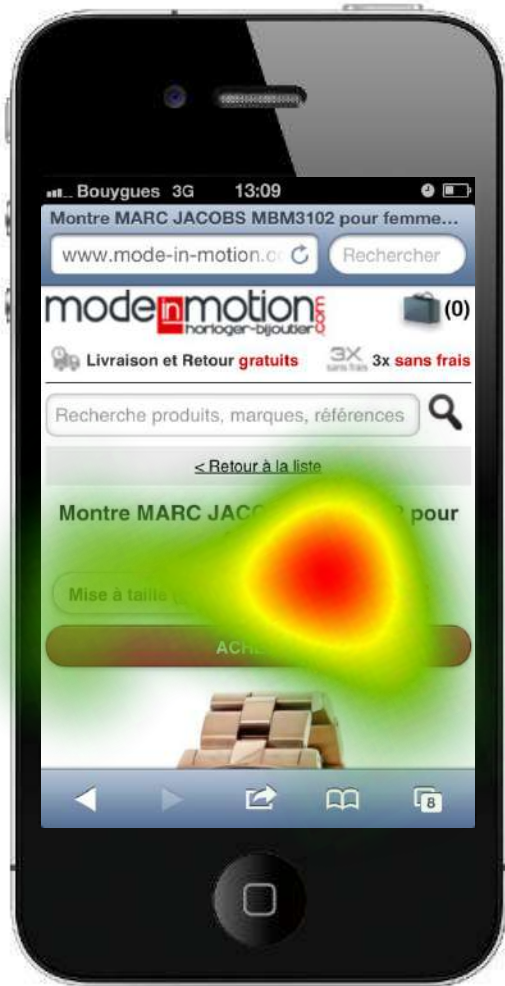 Bouygues 3G 13:09
Montre MARC JACOBS MBM3102 pour femme...
www.mode-in-motion.c Rechercher
modeinmotion.com (0)
horloger-bijoutier
Livraison et Retour gratuits 3X sans frais 3x sans frais
Recherche produits, marques, références
< Retour à la liste
Montre MARC pour
Mise à taille
8